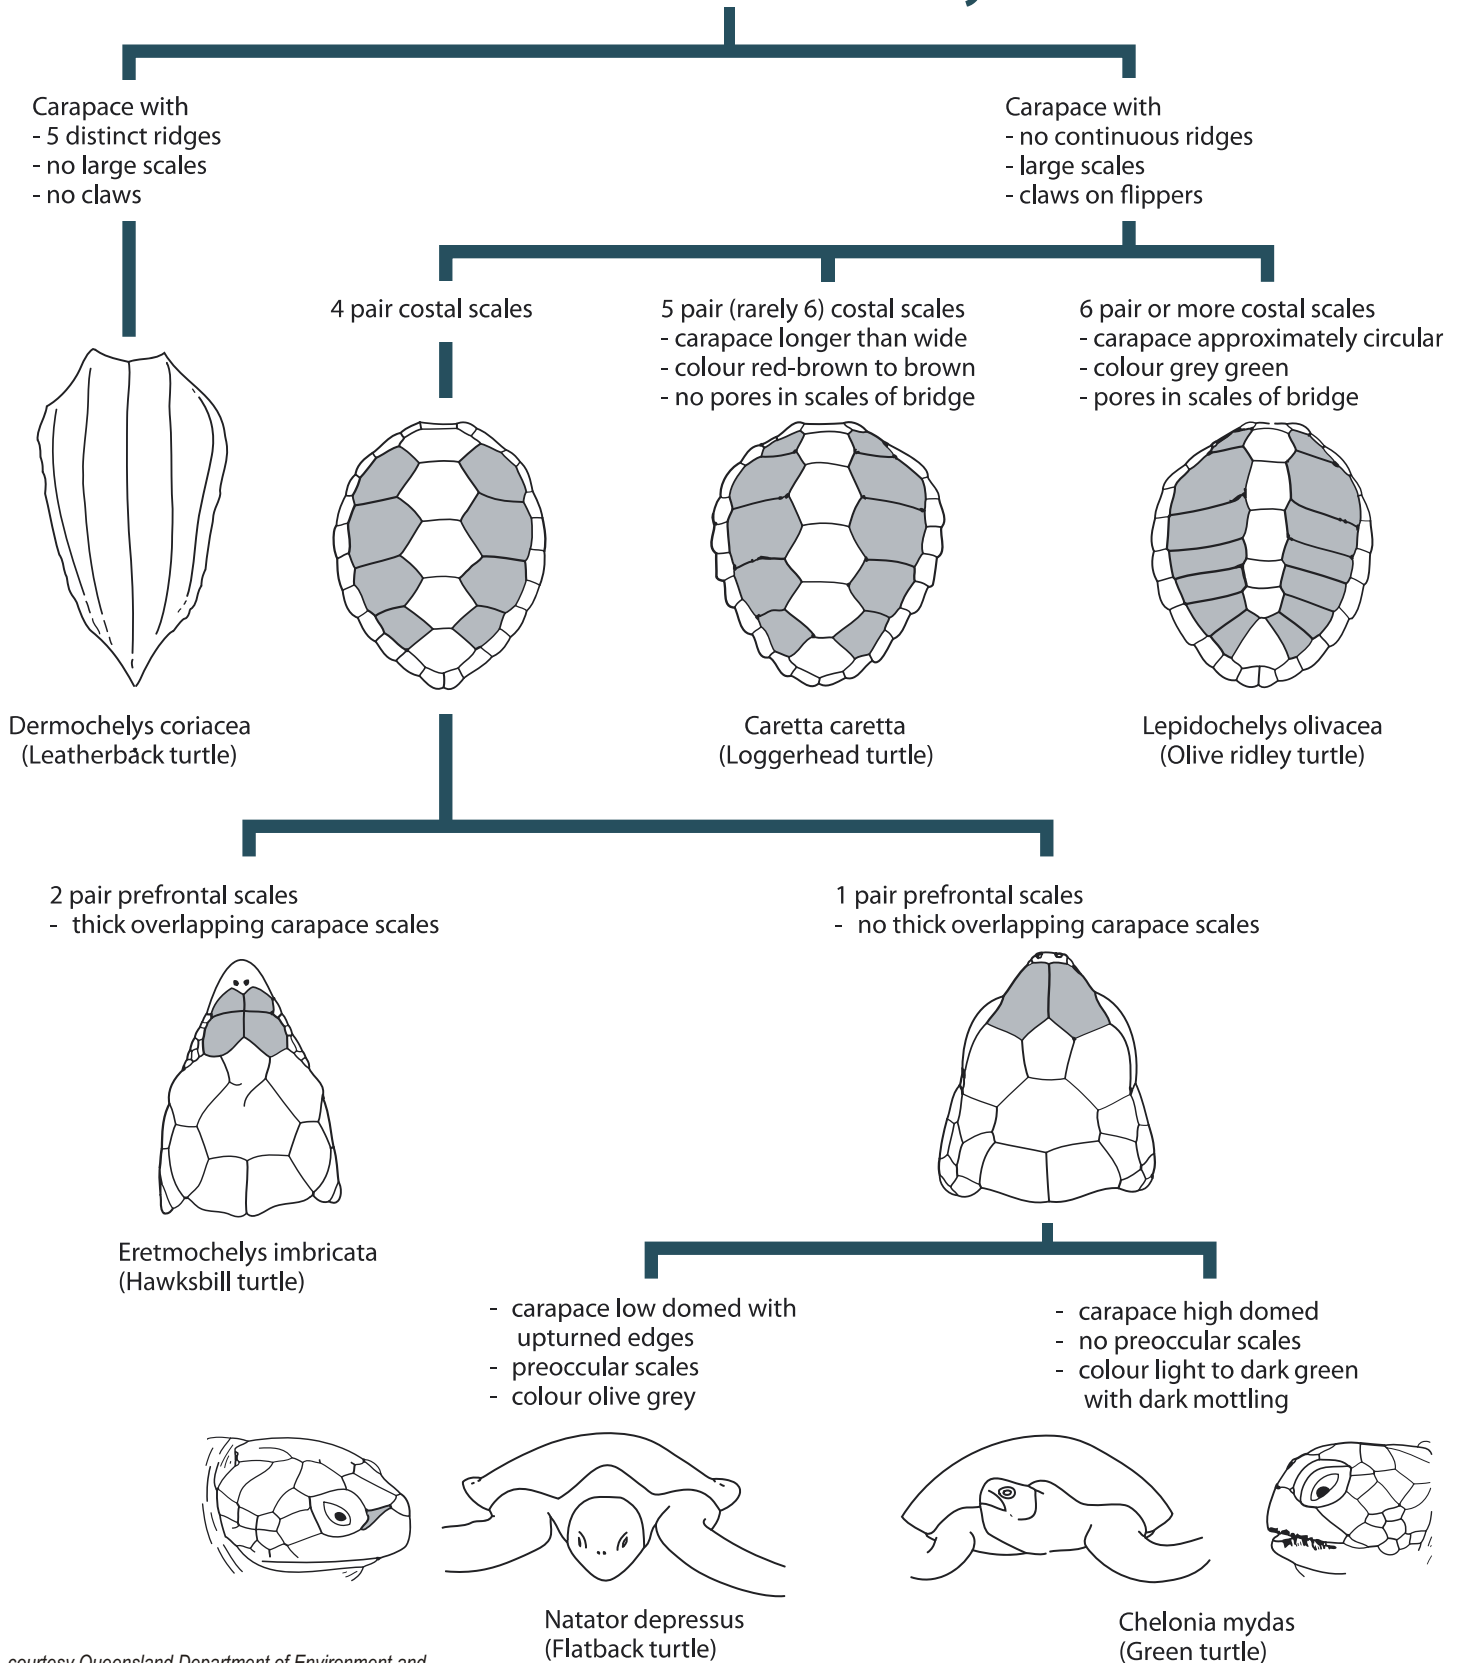 Carapace with
- 5 distinct ridges
- no large scales
- no claws
Carapace with
- no continuous ridges
- large scales
- claws on flippers
4 pair costal scales
5 pair (rarely 6) costal scales
- carapace longer than wide
- colour red-brown to brown
- no pores in scales of bridge
6 pair or more costal scales
- carapace approximately circular
- colour grey green
- pores in scales of bridge
Dermochelys coriacea
(Leatherback turtle)
Caretta caretta
(Loggerhead turtle)
Lepidochelys olivacea
(Olive ridley turtle)
2 pair prefrontal scales
- thick overlapping carapace scales
1 pair prefrontal scales
- no thick overlapping carapace scales
Eretmochelys imbricata
(Hawksbill turtle)
- carapace low domed with
upturned edges
- preoccular scales
- colour olive grey
- carapace high domed
- no preoccular scales
- colour light to dark green
with dark mottling
Natator depressus
(Flatback turtle)
Chelonia mydas
(Green turtle)
courtesy Queensland Department of Environment and